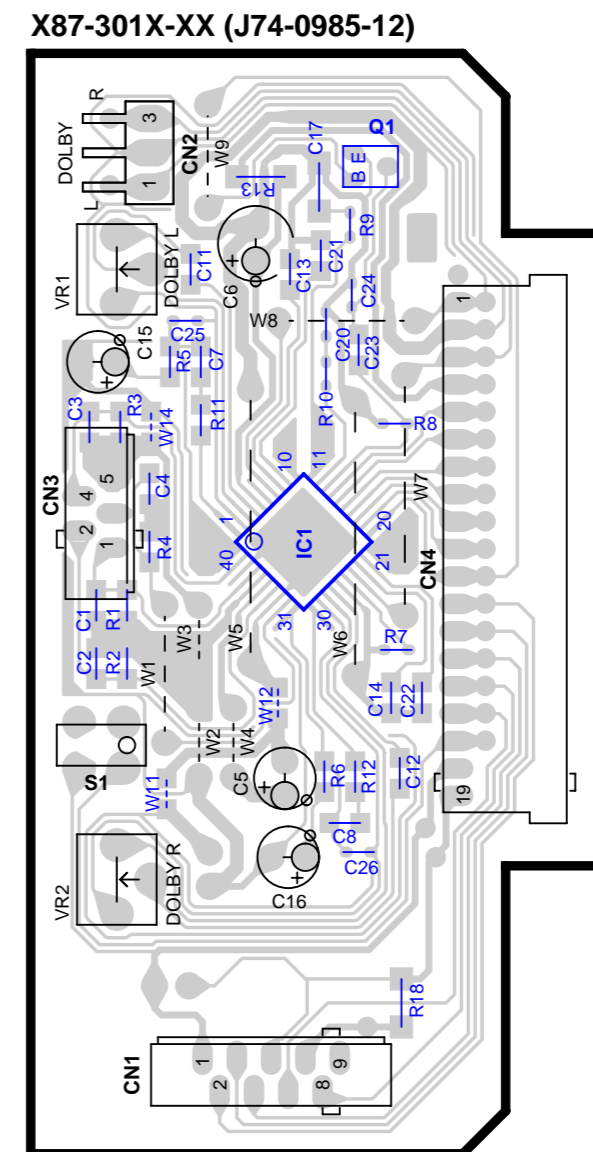 X87-301X-XX (J74-0985-12)
R
3
DOLBY
1
L
CN2
W9
C17
Q1
B E
R13
R9
VR1
DOLBY L
C11
+
C6
C13
C21
C24
W8
C20
C23
C15
+
C25
R5
C7
R10
1
C3
R3
W14
R11
R8
CN3
4
5
2
1
C4
R4
10
11
1
40
IC1
20
21
W7
CN4
31
30
C1
R1
W3
W5
W6
R7
C2
R2
W1
W12
C14
C22
S1
W2
W4
C5
+
R6
R12
C12
19
W11
C8
C26
VR2
DOLBY R
+
C16
R18
CN1
1
2
8
9